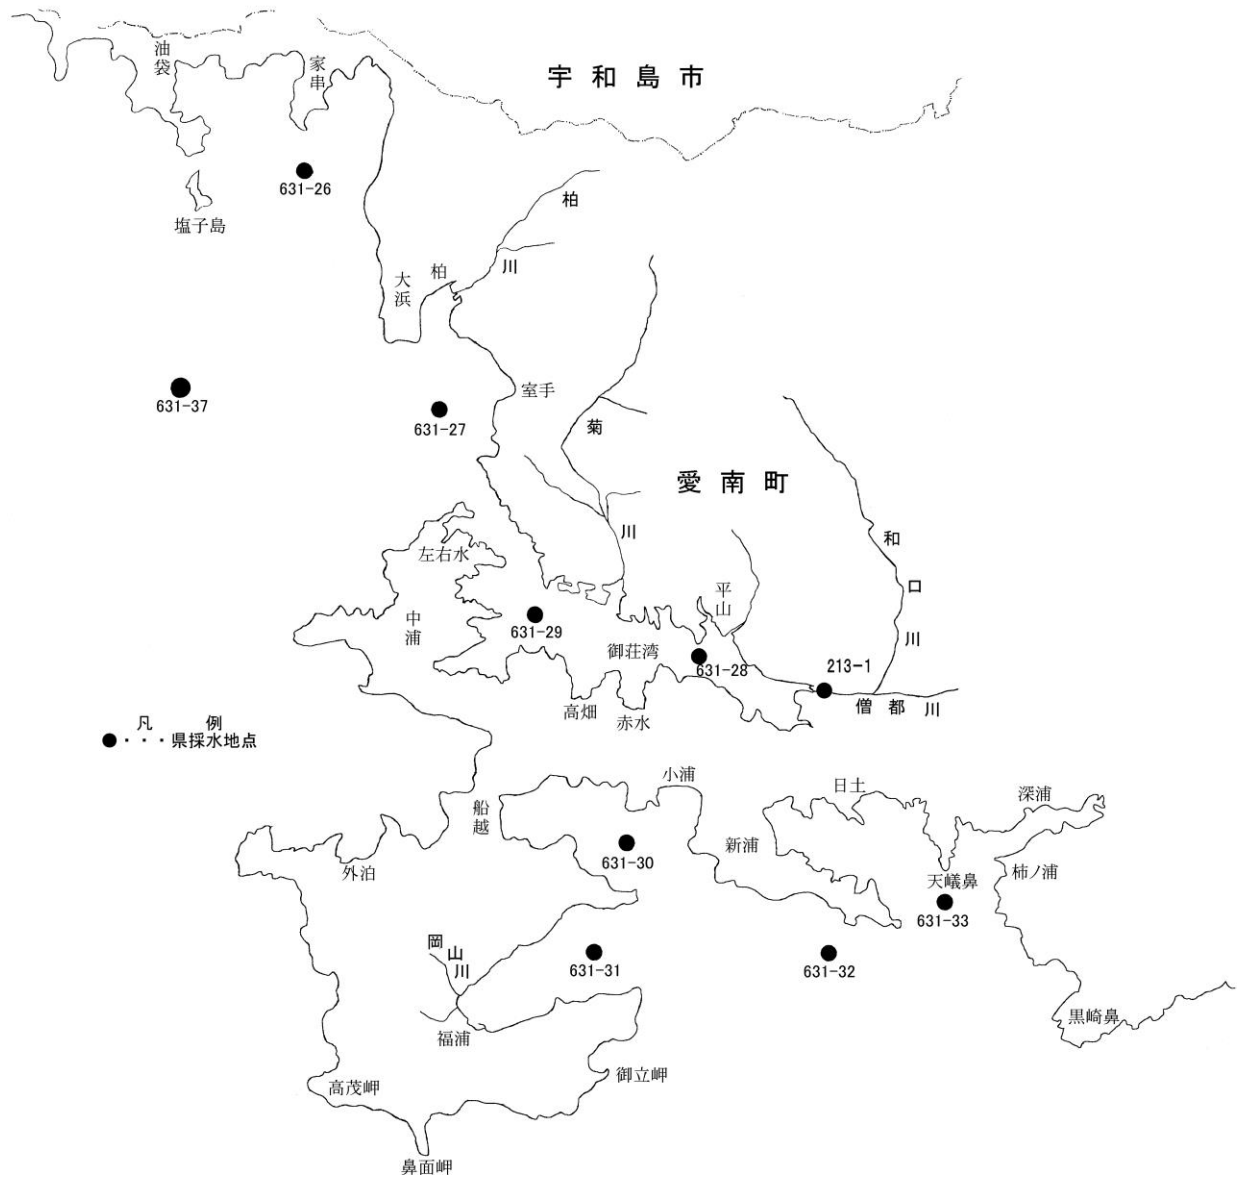 油袋
家串
宇和島市
631-26
塩子島
柏
川
大浜
柏
631-37
631-27
室手
菊
川
愛南町
和
口
川
左右水
中浦
平山
631-29
御荘湾
631-28
213-1
僧都川
高畑
赤水
凡例
●・・・県採水地点
船越
小浦
日土
深浦
新浦
631-30
外泊
天嶬鼻
柿ノ浦
631-33
岡山川
631-31
631-32
福浦
黒崎鼻
高茂岬
御立岬
鼻面岬